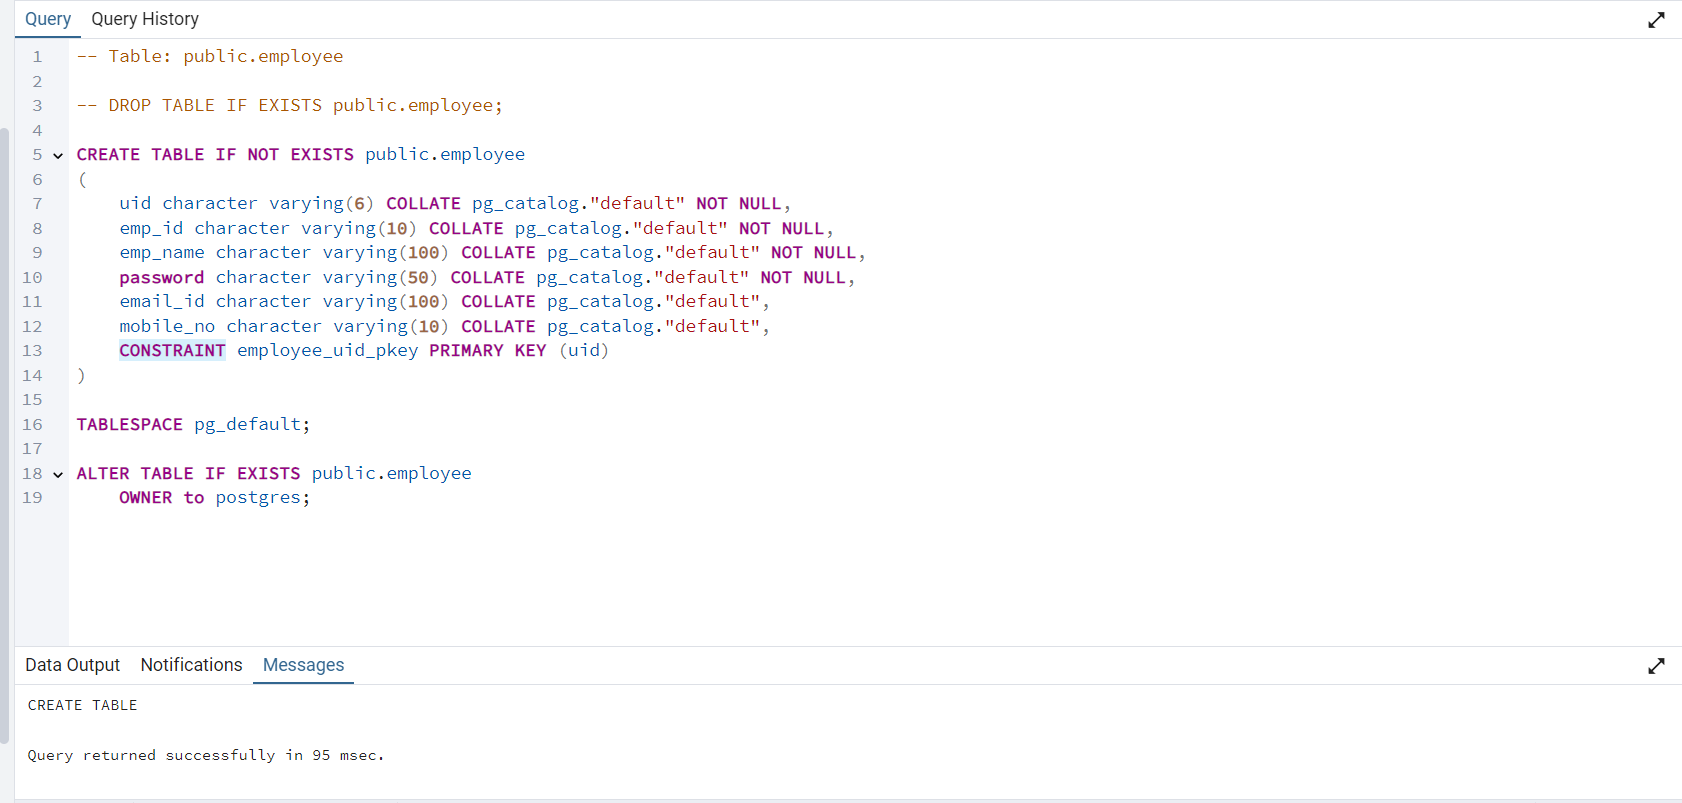 Query Query History
1 -- Table: public.employee
2
3 -- DROP TABLE IF EXISTS public.employee;
4
5 CREATE TABLE IF NOT EXISTS public.employee
6 (
7 uid character varying(6) COLLATE pg_catalog."default" NOT NULL,
8 emp_id character varying(10) COLLATE pg_catalog."default" NOT NULL,
9 emp_name character varying(100) COLLATE pg_catalog."default" NOT NULL,
10 password character varying(50) COLLATE pg_catalog."default" NOT NULL,
11 email_id character varying(100) COLLATE pg_catalog."default",
12 mobile_no character varying(10) COLLATE pg_catalog."default",
13 CONSTRAINT employee_uid_pkey PRIMARY KEY (uid)
14 )
15
16 TABLESPACE pg_default;
17
18 ALTER TABLE IF EXISTS public.employee
19 OWNER to postgres;
Data Output Notifications Messages
CREATE TABLE
Query returned successfully in 95 msec.